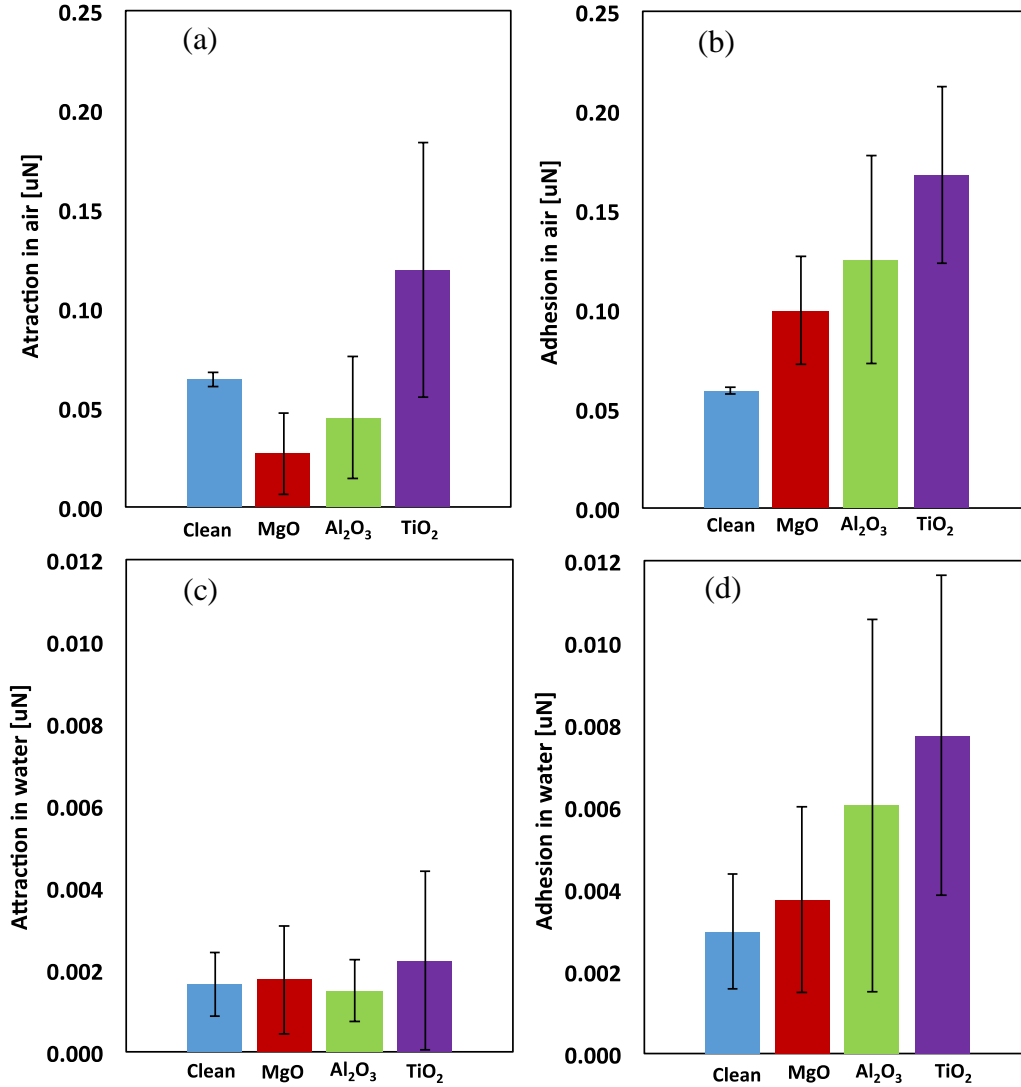 (a)
Atraction in air [uN]
0.25
0.20
0.15
0.10
0.05
0.00
Clean MgO Al₂O₃ TiO₂
(b)
Adhesion in air [uN]
0.25
0.20
0.15
0.10
0.05
0.00
Clean MgO Al₂O₃ TiO₂
(c)
Attraction in water [uN]
0.012
0.010
0.008
0.006
0.004
0.002
0.000
Clean MgO Al₂O₃ TiO₂
(d)
Adhesion in water [uN]
0.012
0.010
0.008
0.006
0.004
0.002
0.000
Clean MgO Al₂O₃ TiO₂